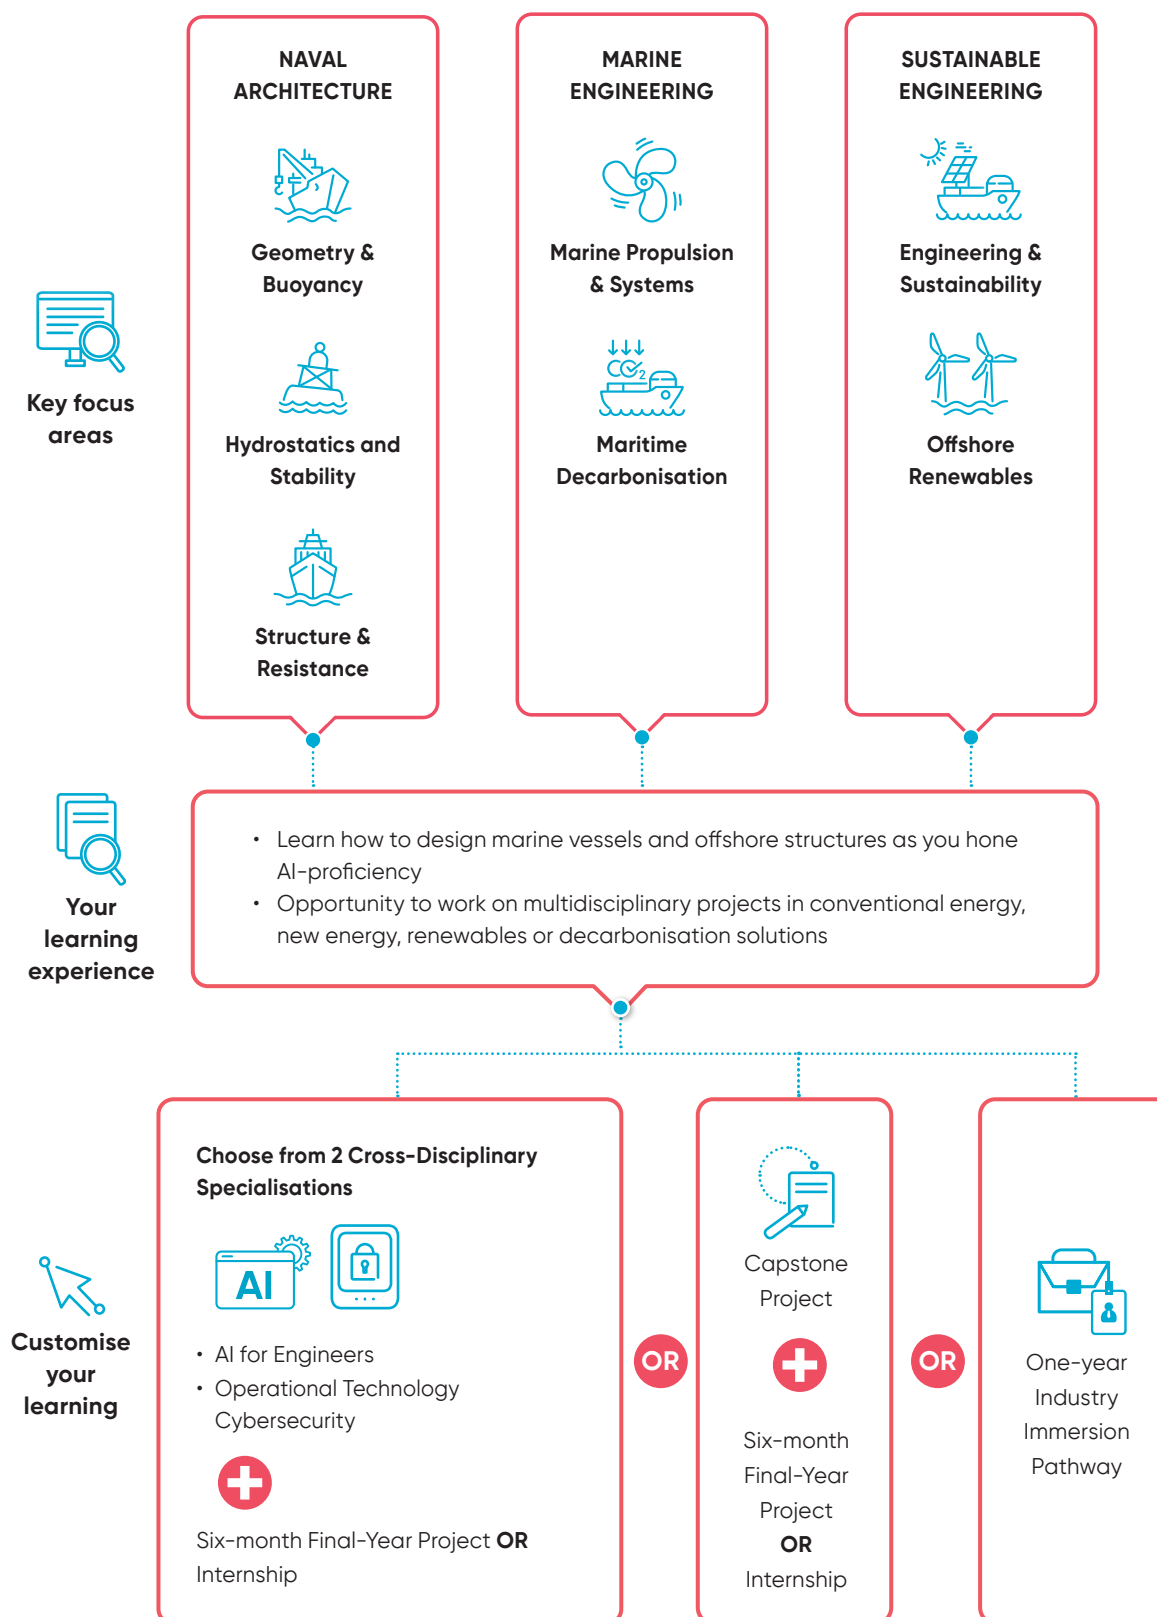 NAVAL
ARCHITECTURE
Geometry &
Buoyancy
Hydrostatics and
Stability
Structure &
Resistance
MARINE
ENGINEERING
Marine Propulsion
& Systems
CO2
Maritime
Decarbonisation
SUSTAINABLE
ENGINEERING
Engineering &
Sustainability
Offshore
Renewables
Key focus
areas
Your
learning
experience
• Learn how to design marine vessels and offshore structures as you hone
AI-proficiency
• Opportunity to work on multidisciplinary projects in conventional energy,
new energy, renewables or decarbonisation solutions
Customise
your
learning
Choose from 2 Cross-Disciplinary
Specialisations
AI
• AI for Engineers
• Operational Technology
Cybersecurity
Six-month Final-Year Project OR
Internship
OR
Capstone
Project
Six-month
Final-Year
Project
OR
Internship
OR
One-year
Industry
Immersion
Pathway